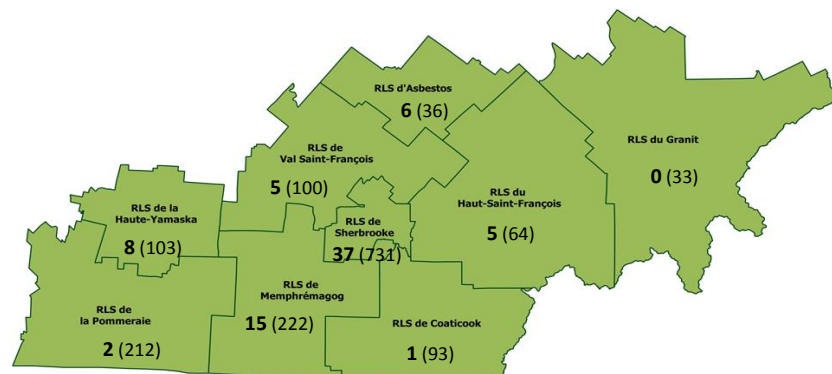 RLS d'Asbestos
6 (36)
RLS de
Val Saint-François
5 (100)
RLS du Granit
0 (33)
RLS du
Haut-Saint-François
5 (64)
RLS de la
Haute-Yamaska
8 (103)
RLS de
Sherbrooke
37 (731)
RLS de
Memphrémagog
15 (222)
RLS de
la Pommeraie
2 (212)
RLS de Coaticook
1 (93)